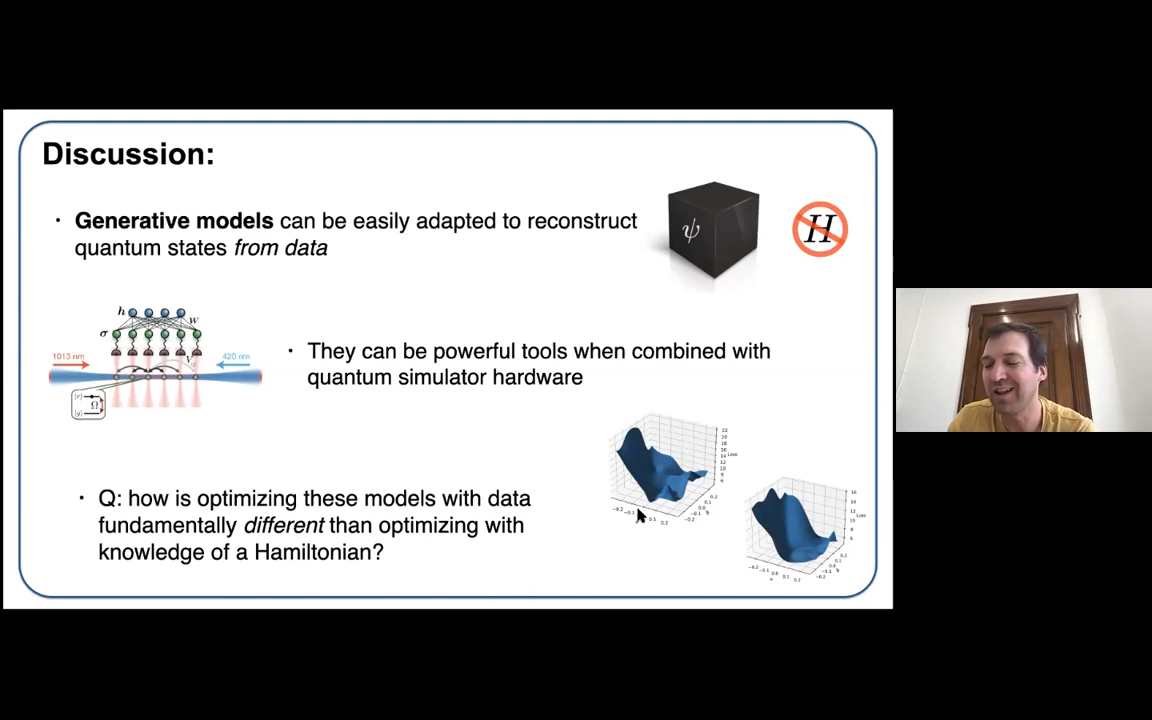 Discussion:
· Generative models can be easily adapted to reconstruct
quantum states from data
ψ
H
h
w
σ
1013 nm
420 nm
Ω
· They can be powerful tools when combined with
quantum simulator hardware
· Q: how is optimizing these models with data
fundamentally different than optimizing with
knowledge of a Hamiltonian?